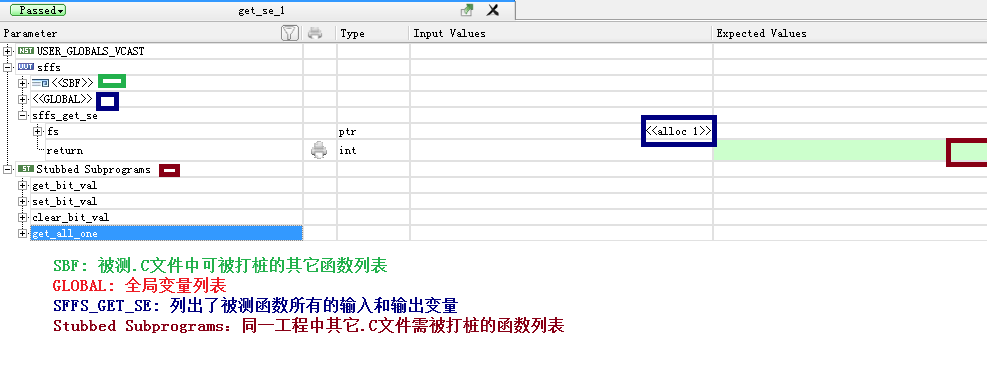 Passed
get_se_1
Parameter Type Input Values Expected Values
NST USER_GLOBALS_VCAST
UUT sffs
<<SBF>>
<<GLOBAL>>
sffs_get_se
fs ptr <<alloc 1>>
return int
ST Stubbed Subprograms
get_bit_val
set_bit_val
clear_bit_val
get_all_one
SBF: 被测.C文件中可被打桩的其它函数列表
GLOBAL: 全局变量列表
SFFS_GET_SE: 列出了被测函数所有的输入和输出变量
Stubbed Subprograms: 同一工程中其它.C文件需被打桩的函数列表